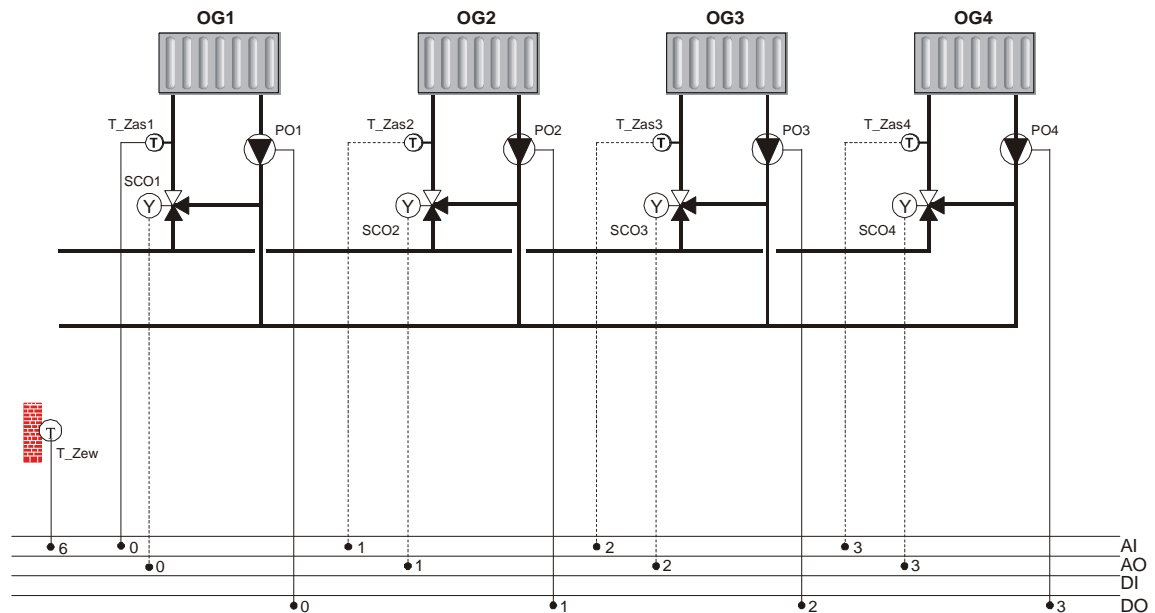 OG1 OG2 OG3 OG4
PO1 PO2 PO3 PO4
T_Zas1 T_Zas2 T_Zas3 T_Zas4
T T T T
SCO1
Y Y Y Y
SCO2 SCO3 SCO4
T
T_Zew
6 0 1 2 3 AI
0 1 2 3 AO
DI
0 1 2 3 DO